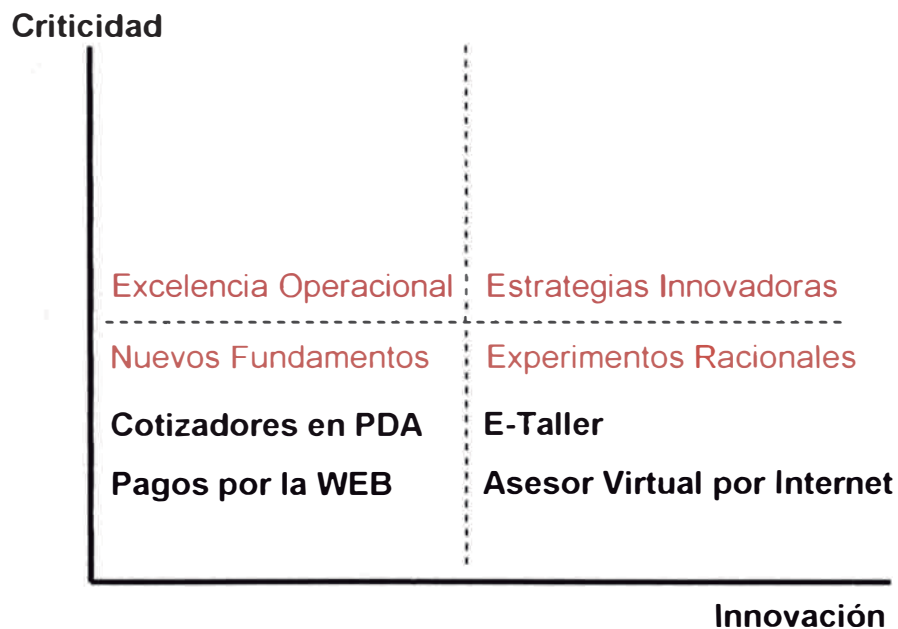 Criticidad
Excelencia Operacional
Estrategias Innovadoras
Nuevos Fundamentos
Experimentos Racionales
Cotizadores en PDA
E-Taller
Pagos por la WEB
Asesor Virtual por Internet
Innovación